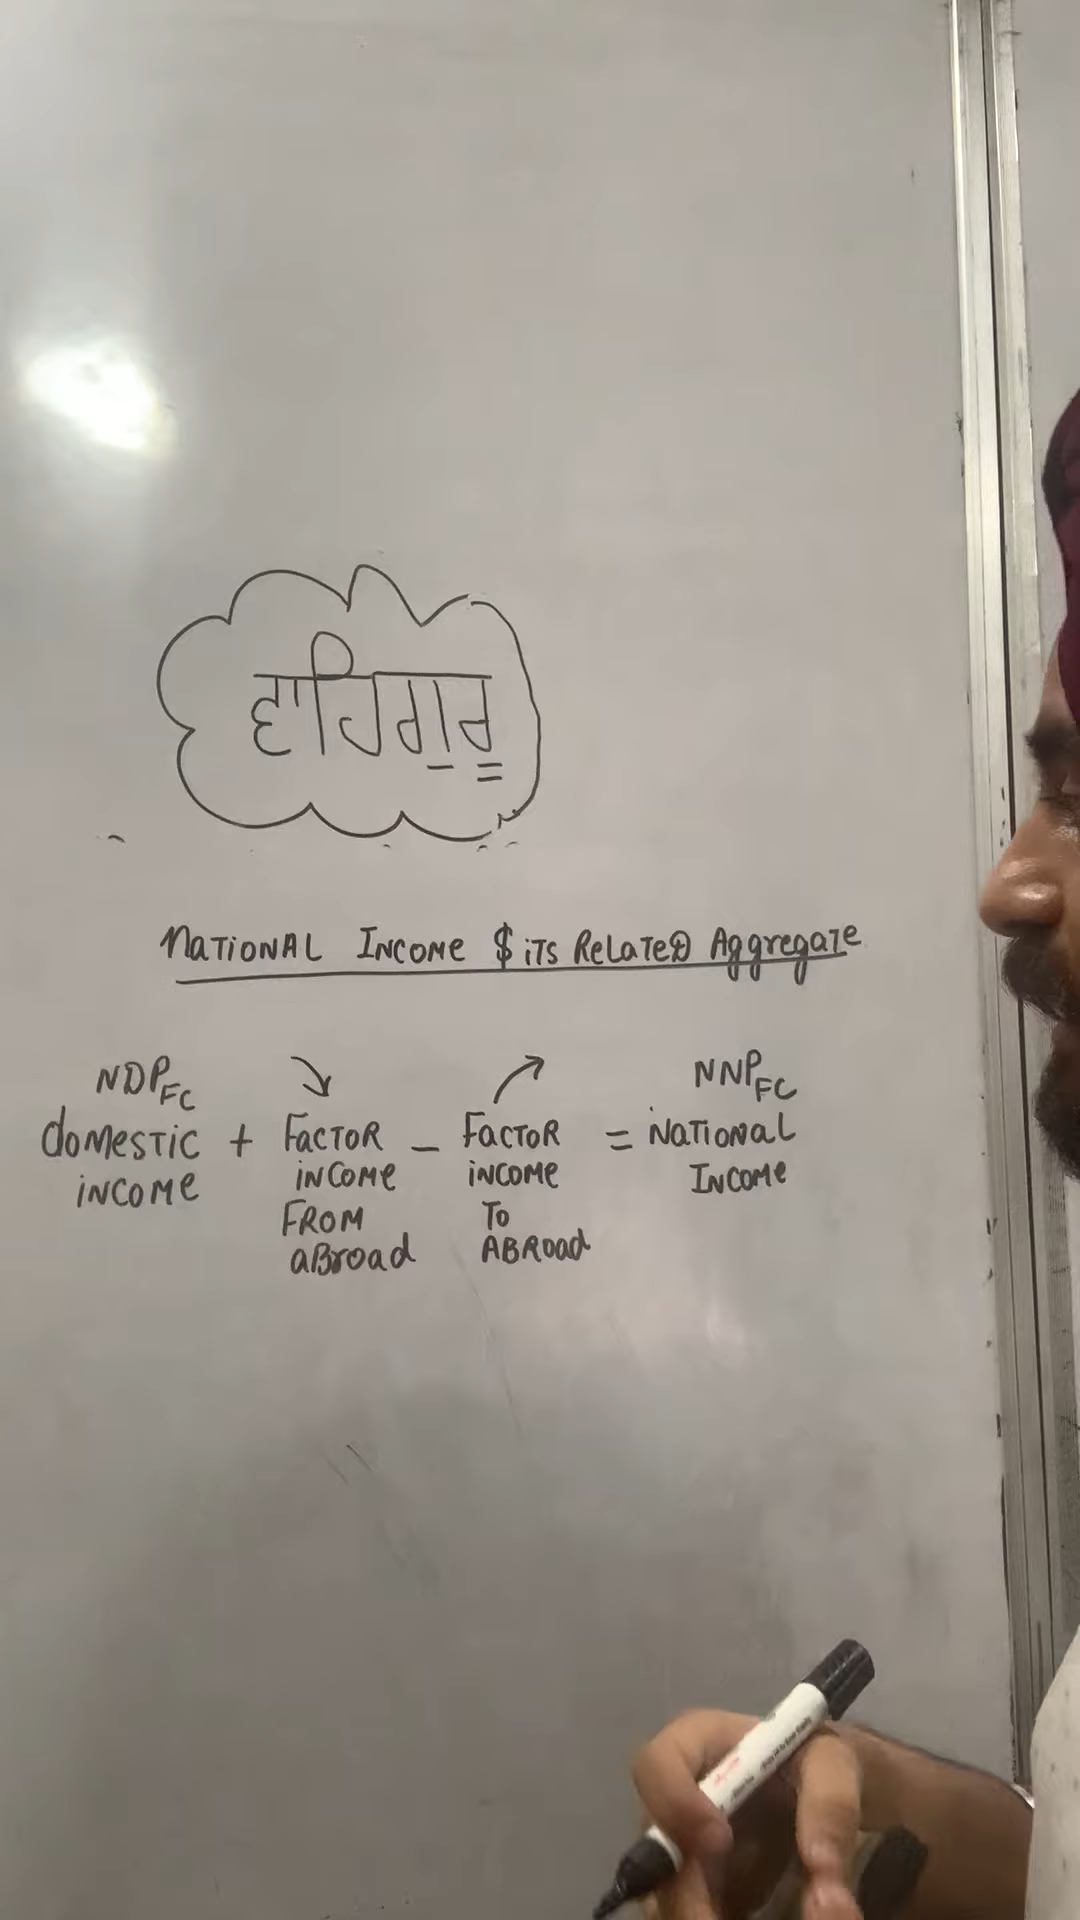 ਵਾਹਿਗੁਰੂ
NATIONAL INCOME $ iTS RELATED AggregATe
NDPFC NNPFC
domestic + FACTOR - FACTOR = NATIONAL
iNCOMe iNCOMe iNCOMe INCOMe
FROM To
aBroad ABRoad